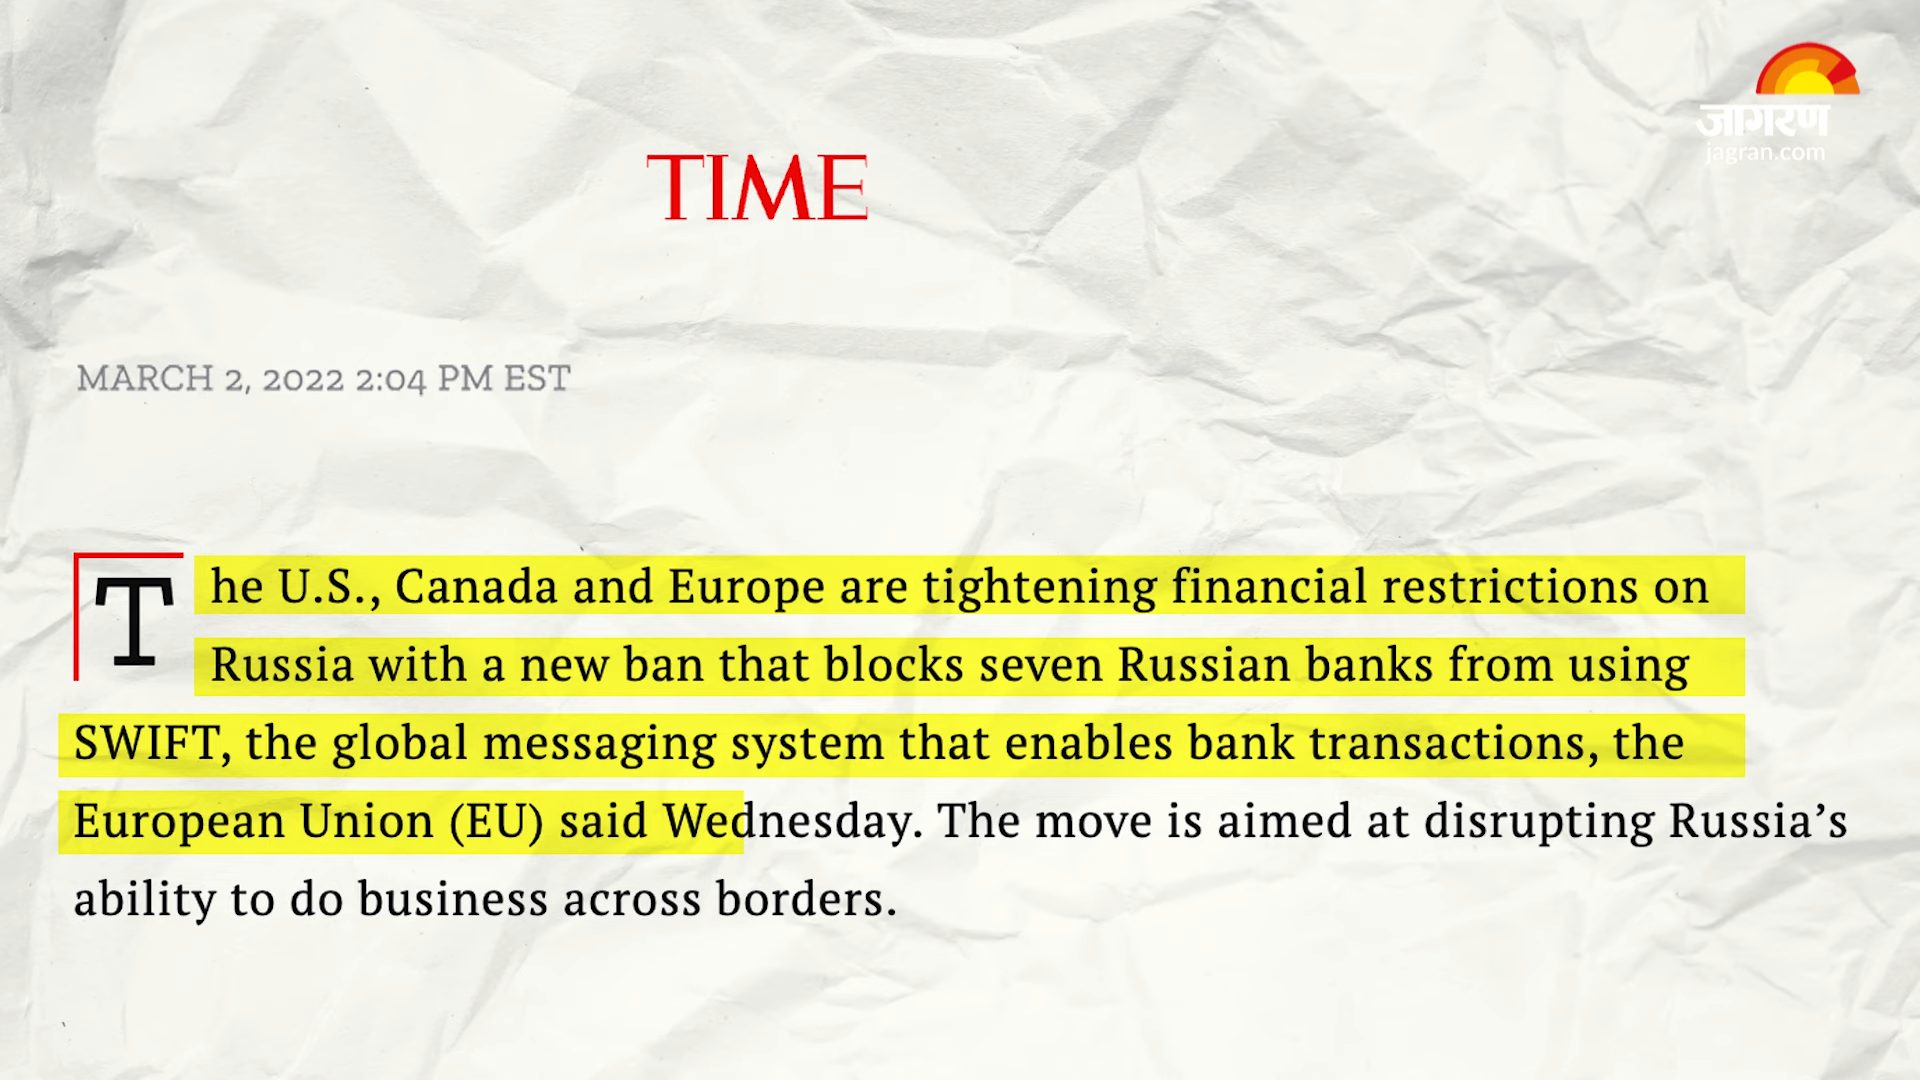 जागरण
jagran.com
TIME
MARCH 2, 2022 2:04 PM EST
The U.S., Canada and Europe are tightening financial restrictions on
Russia with a new ban that blocks seven Russian banks from using
SWIFT, the global messaging system that enables bank transactions, the
European Union (EU) said Wednesday. The move is aimed at disrupting Russia’s
ability to do business across borders.